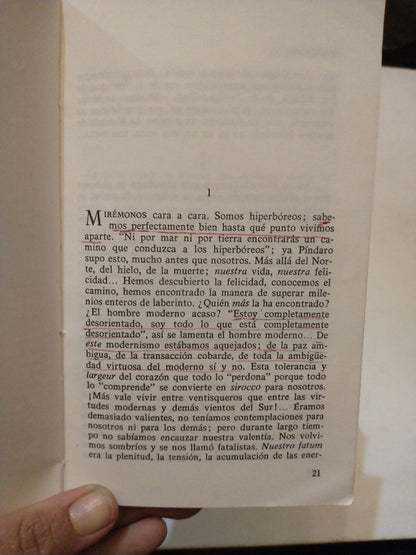 1
MIRÉMONOS cara a cara. Somos hiperbóreos; sabe-
mos perfectamente bien hasta qué punto vivimos
aparte. “Ni por mar ni por tierra encontrarás un ca-
mino que conduzca a los hiperbóreos”; ya Píndaro
supo esto, mucho antes que nosotros. Más allá del Nor-
te, del hielo, de la muerte; nuestra vida, nuestra feli-
cidad... Hemos descubierto la felicidad, conocemos el
camino, hemos encontrado la manera de superar mile-
nios enteros de laberinto. ¿Quién más la ha encontrado?
¿El hombre moderno acaso? “Estoy completamente
desorientado, soy todo lo que está completamente
desorientado”, así se lamenta el hombre moderno... De
este modernismo estábamos aquejados; de la paz am-
bigua, de la transacción cobarde, de toda la ambigüe-
dad virtuosa del moderno sí y no. Esta tolerancia y
largeur del corazón que todo lo “perdona” porque todo
lo “comprende” se convierte en sirocco para nosotros.
¡Más vale vivir entre ventisqueros que entre las vir-
tudes modernas y demás vientos del Sur!... Éramos
demasiado valientes, no teníamos contemplaciones para
nosotros ni para los demás; pero durante largo tiem-
po no sabíamos encauzar nuestra valentía. Nos volvi-
mos sombríos y se nos llamó fatalistas. Nuestro fatum
era la plenitud, la tensión, la acumulación de las ener-
21